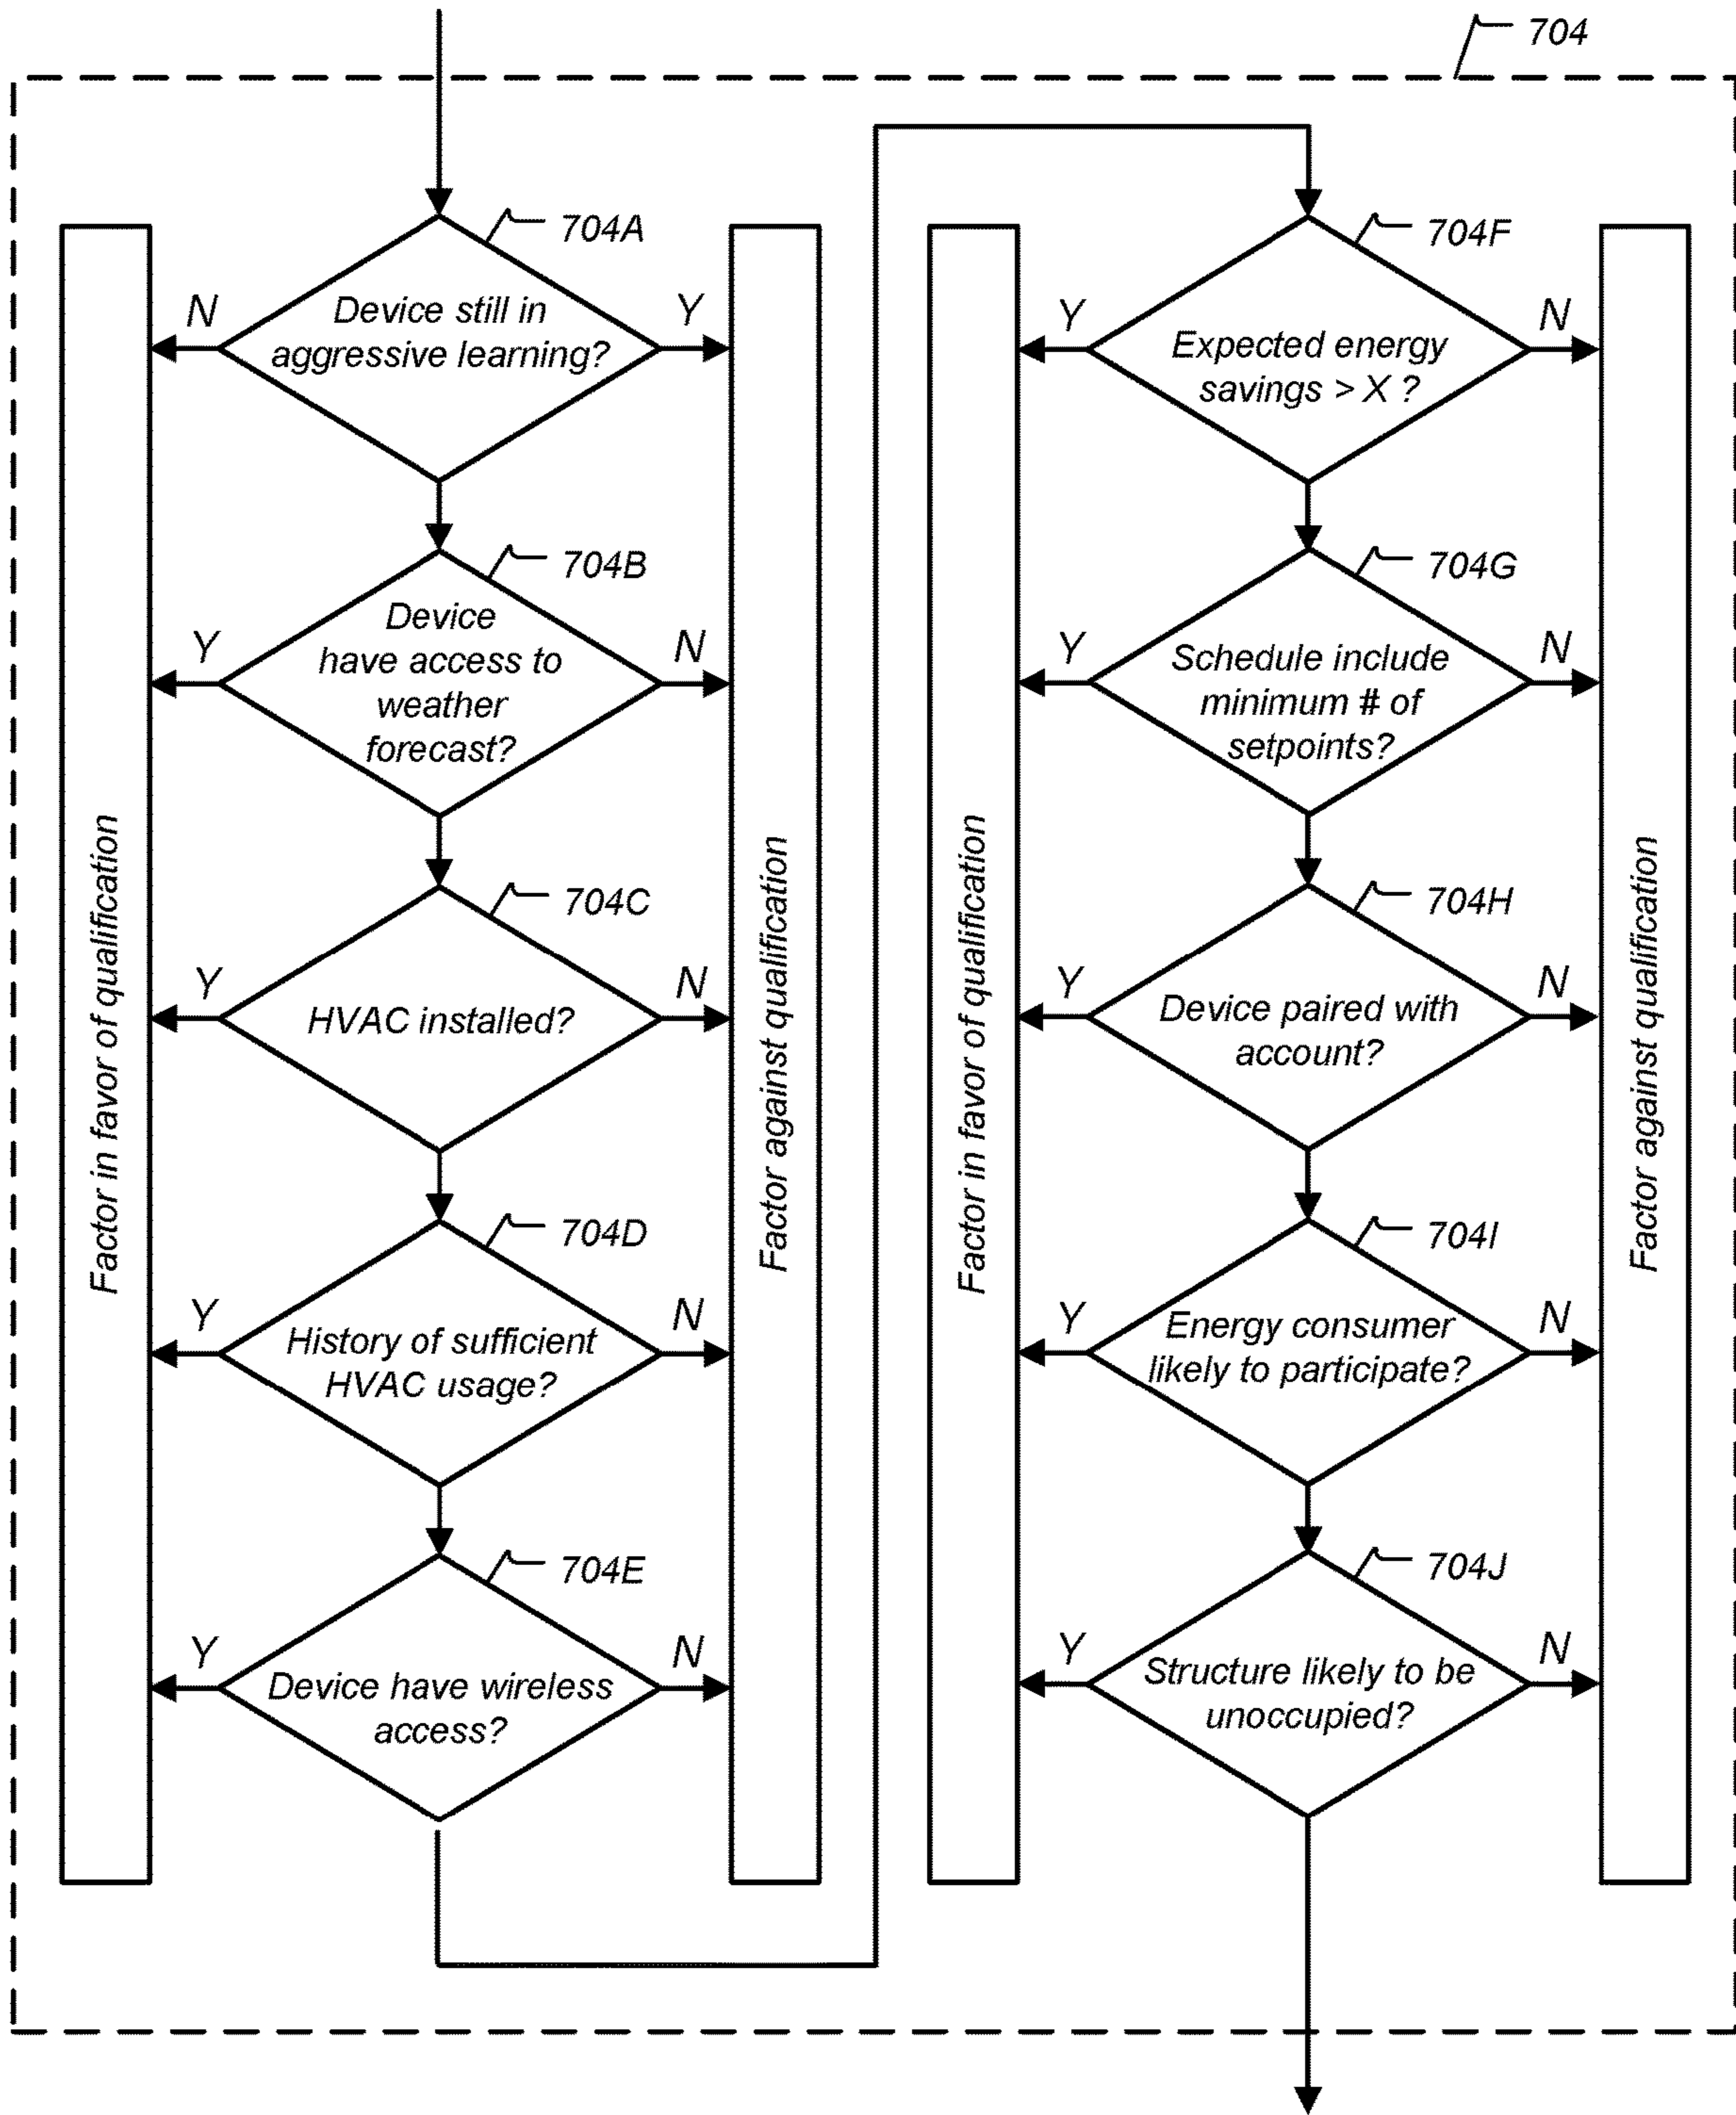 704
704A
N
Device still in
Y
aggressive learning?
704B
Device
Y
have access to
N
weather
forecast?
704C
Y
HVAC installed?
N
704D
Y
History of sufficient
N
HVAC usage?
704E
Y
Device have wireless
N
access?
Factor in favor of qualification
Factor against qualification
704F
Y
Expected energy
N
savings > X ?
704G
Y
Schedule include
N
minimum # of
setpoints?
704H
Y
Device paired with
N
account?
704I
Y
Energy consumer
N
likely to participate?
704J
Y
Structure likely to be
N
unoccupied?
Factor in favor of qualification
Factor against qualification